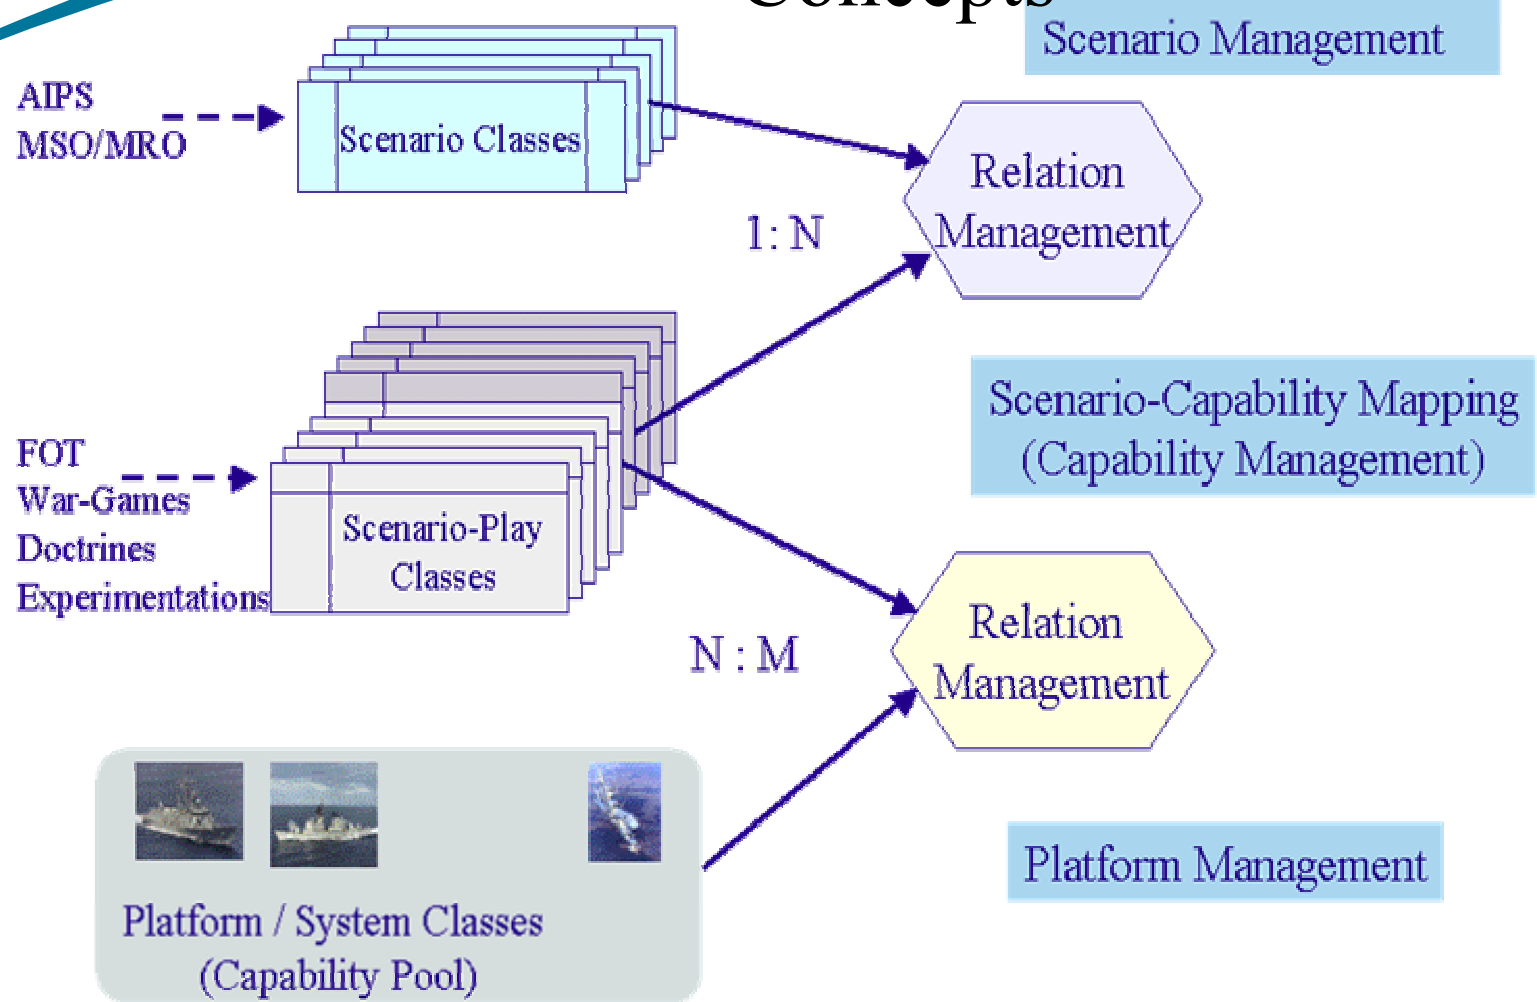 Concepts
Scenario Management
AIPS
MSO/MRO
Scenario Classes
Relation
Management
1: N
Scenario-Capability Mapping
(Capability Management)
FOT
War-Games
Doctrines
Experimentations
Scenario-Play
Classes
Relation
Management
N : M
Platform Management
Platform / System Classes
(Capability Pool)